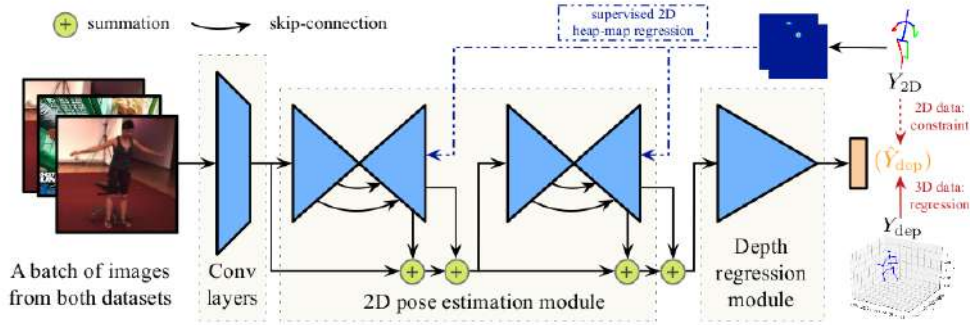 summation
skip-connection
supervised 2D
heap-map regression
Y2D
2D data:
constraint
(Ŷdep)
3D data:
regression
Ydep
A batch of images
from both datasets
Conv
layers
2D pose estimation module
Depth
regression
module